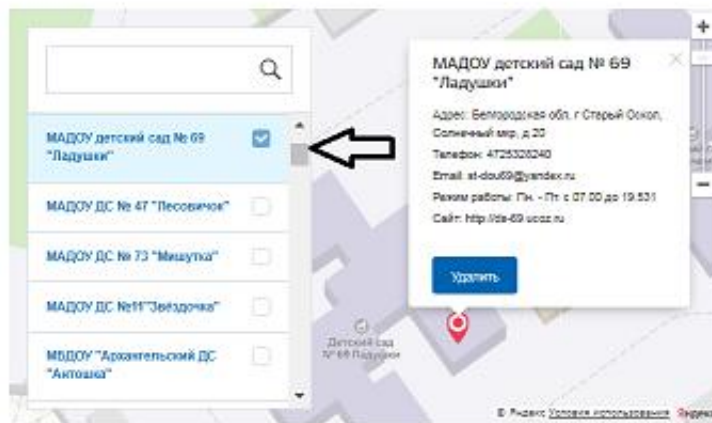 МАДОУ детский сад № 69
"Ладушки"
МАДОУ ДС № 47 "Лесовичок"
МАДОУ ДС № 73 "Мишутка"
МАДОУ ДС №11"Звёздочка"
МБДОУ "Архангельский ДС
"Антошка"
МАДОУ детский сад № 69
"Ладушки"
Адрес: Белгородская обл, г Старый Оскол,
Солнечный мкр, д 20
Телефон: 4725328240
Email: st-dou69@yandex.ru
Режим работы: Пн. - Пт. с 07.00 до 19.531
Сайт: http://ds-69.ucoz.ru
Удалить
Детский сад
№ 69 Ладушки
© Яндекс Условия использования Яндекс